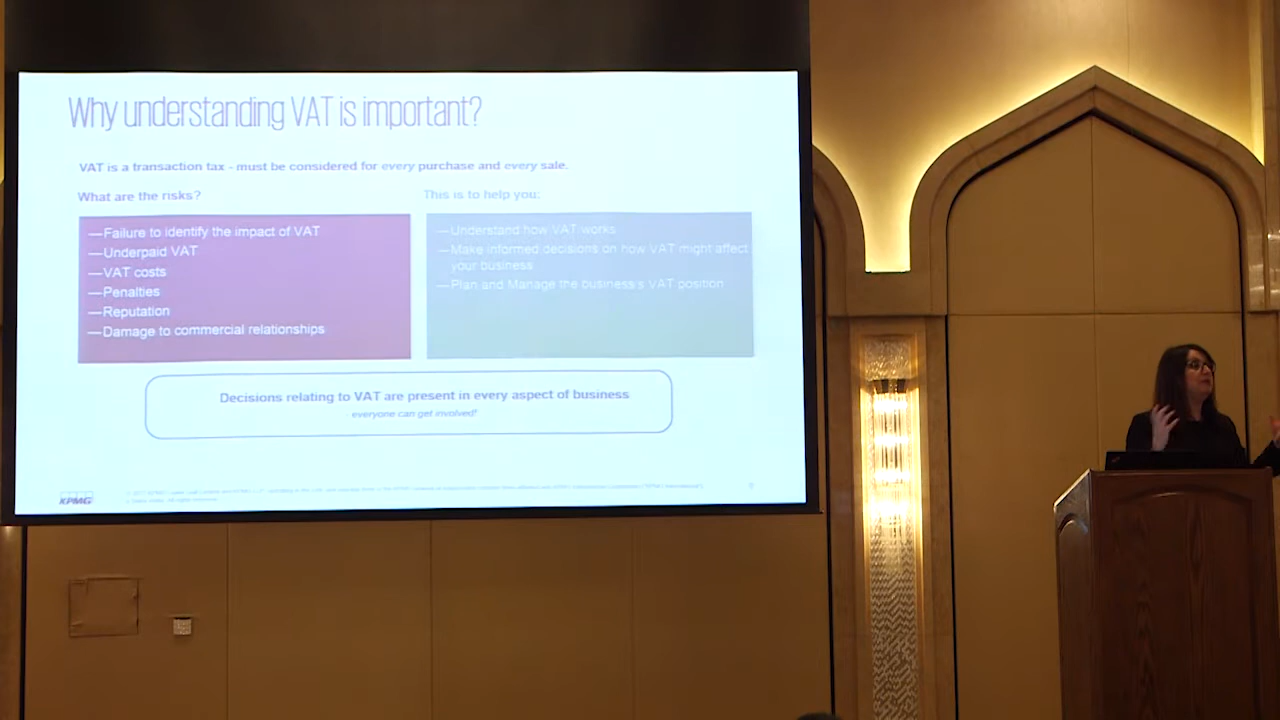 Why understanding VAT is important?
VAT is a transaction tax - must be considered for every purchase and every sale.
What are the risks?
—Failure to identify the impact of VAT
—Underpaid VAT
—VAT costs
—Penalties
—Reputation
—Damage to commercial relationships
This is to help you:
—Understand how VAT works
—Make informed decisions on how VAT might affect
your business
—Plan and Manage the business's VAT position
Decisions relating to VAT are present in every aspect of business
- everyone can get involved!
KPMG